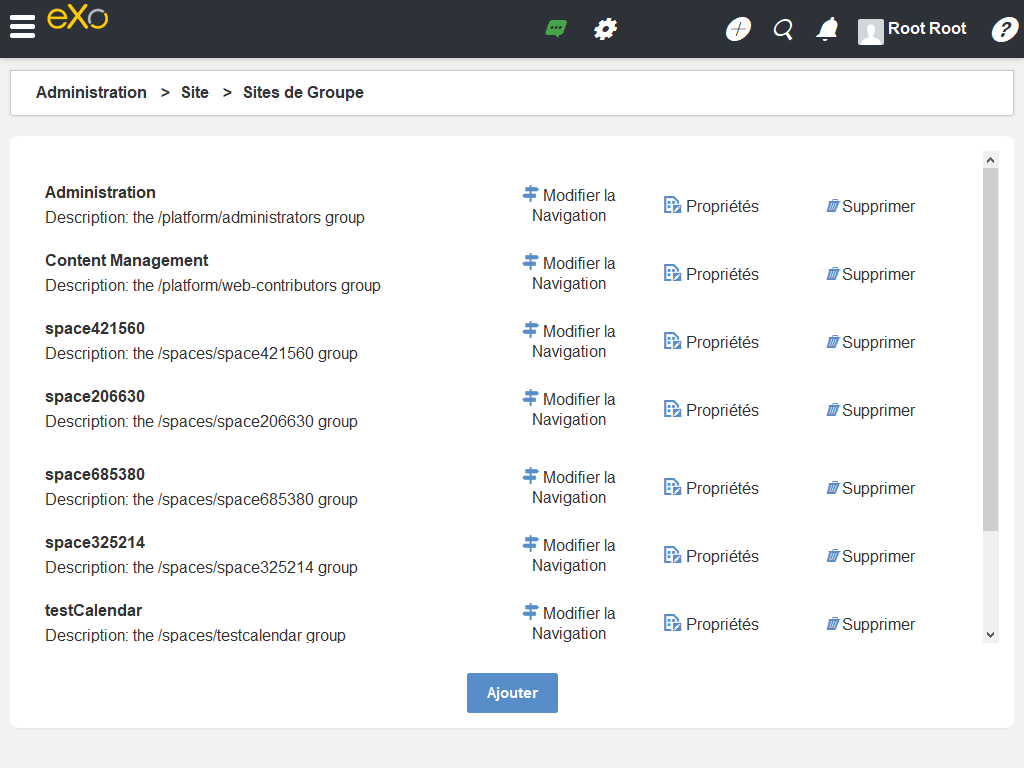 eXo
Root Root
?
Administration > Site > Sites de Groupe
Administration
Description: the /platform/administrators group
Modifier la
Navigation
Propriétés
Supprimer
Content Management
Description: the /platform/web-contributors group
Modifier la
Navigation
Propriétés
Supprimer
space421560
Description: the /spaces/space421560 group
Modifier la
Navigation
Propriétés
Supprimer
space206630
Description: the /spaces/space206630 group
Modifier la
Navigation
Propriétés
Supprimer
space685380
Description: the /spaces/space685380 group
Modifier la
Navigation
Propriétés
Supprimer
space325214
Description: the /spaces/space325214 group
Modifier la
Navigation
Propriétés
Supprimer
testCalendar
Description: the /spaces/testcalendar group
Modifier la
Navigation
Propriétés
Supprimer
Ajouter